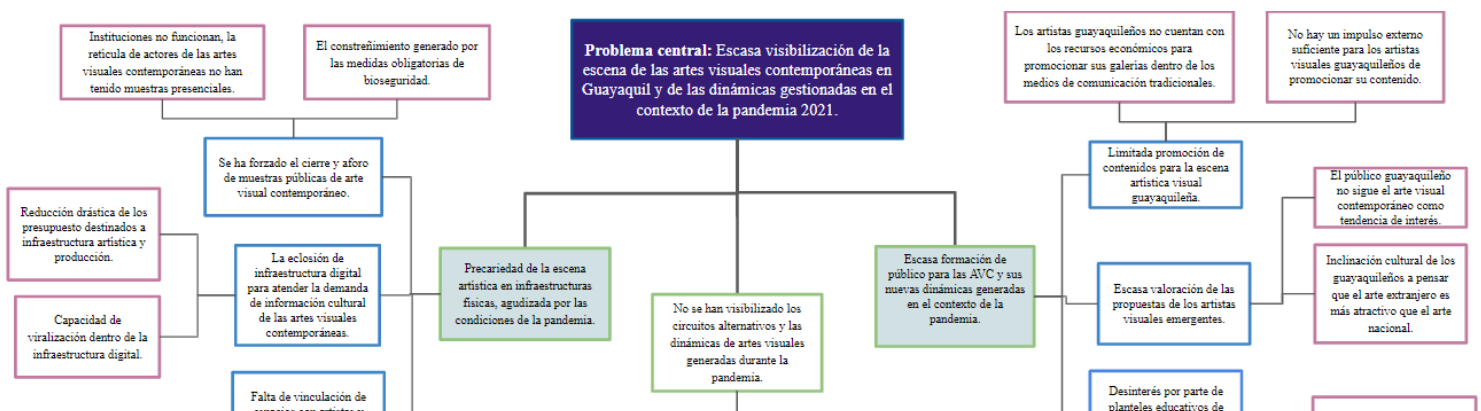 Instituciones no funcionan, la
retícula de actores de las artes
visuales contemporáneas no han
tenido muestras presenciales.
El constreñimiento generado por
las medidas obligatorias de
bioseguridad.
Problema central: Escasa visibilización de la
escena de las artes visuales contemporáneas en
Guayaquil y de las dinámicas gestionadas en el
contexto de la pandemia 2021.
Los artistas guayaquileños no cuentan con
los recursos económicos para
promocionar sus galerías dentro de los
medios de comunicación tradicionales.
No hay un impulso externo
suficiente para los artistas
visuales guayaquileños de
promocionar su contenido.
Se ha forzado el cierre y aforo
de muestras públicas de arte
visual contemporáneo.
Limitada promoción de
contenidos para la escena
artística visual
guayaquileña.
El público guayaquileño
no sigue el arte visual
contemporáneo como
tendencia de interés.
Reducción drástica de los
presupuesto destinados a
infraestructura artística y
producción.
La eclosión de
infraestructura digital
para atender la demanda
de información cultural
de las artes visuales
contemporáneas.
Precariedad de la escena
artística en infraestructuras
físicas, agudizada por las
condiciones de la pandemia.
Escasa formación de
público para las AVC y sus
nuevas dinámicas generadas
en el contexto de la
pandemia.
Escasa valoración de las
propuestas de los artistas
visuales emergentes.
Inclinación cultural de los
guayaquileños a pensar
que el arte extranjero es
más atractivo que el arte
nacional.
Capacidad de
viralización dentro de la
infraestructura digital.
No se han visibilizado los
circuitos alternativos y las
dinámicas de artes visuales
generadas durante la
pandemia.
Falta de vinculación de
Desinterés por parte de
planteles educativos de